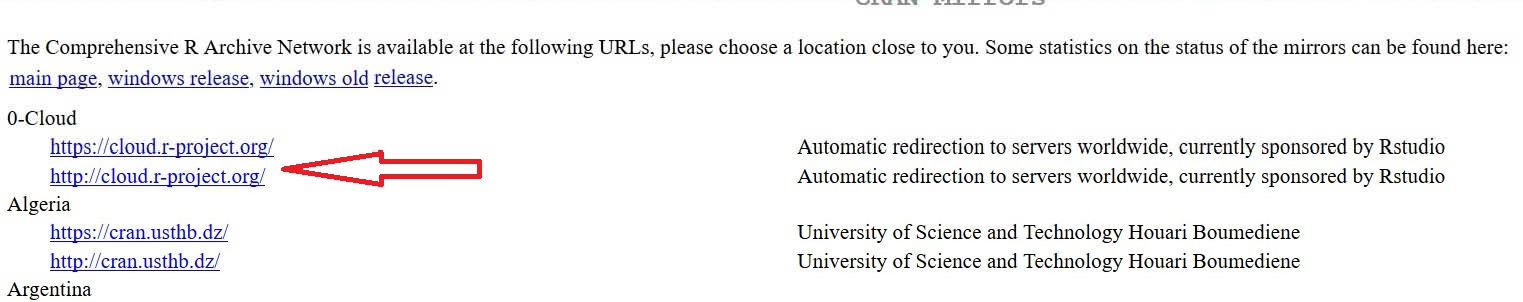 CRAN Mirrors
The Comprehensive R Archive Network is available at the following URLs, please choose a location close to you. Some statistics on the status of the mirrors can be found here:
main page, windows release, windows old release.
0-Cloud
https://cloud.r-project.org/ Automatic redirection to servers worldwide, currently sponsored by Rstudio
http://cloud.r-project.org/ Automatic redirection to servers worldwide, currently sponsored by Rstudio
Algeria
https://cran.usthb.dz/ University of Science and Technology Houari Boumediene
http://cran.usthb.dz/ University of Science and Technology Houari Boumediene
Argentina